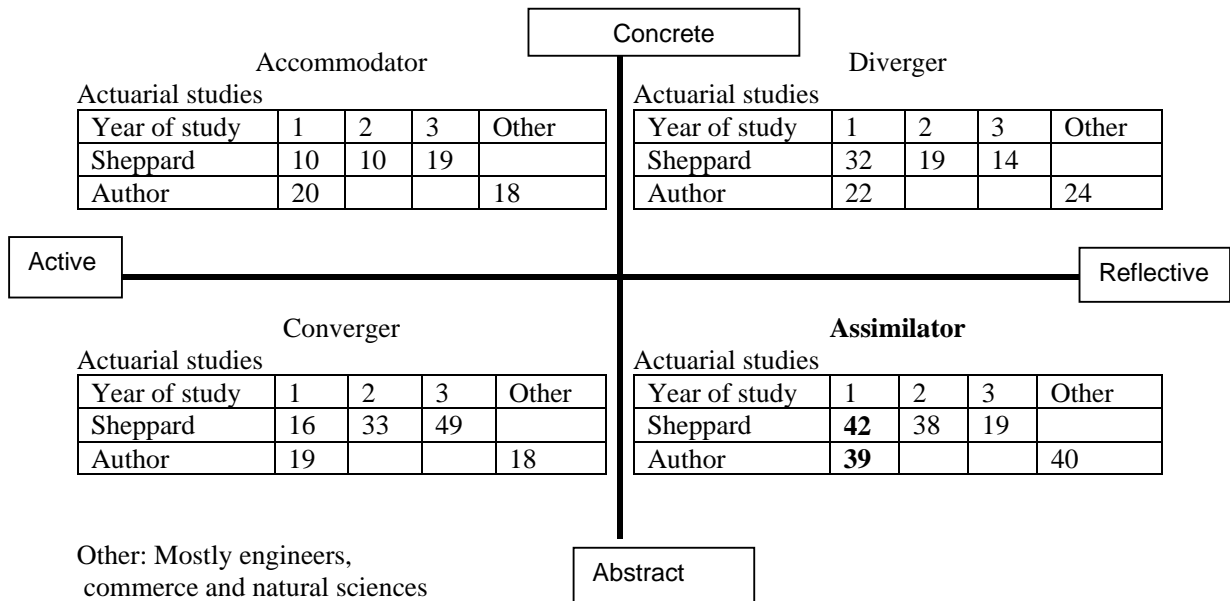 Concrete
Accommodator
Actuarial studies
Year of study 1 2 3 Other
Sheppard 10 10 19
Author 20 18
Diverger
Actuarial studies
Year of study 1 2 3 Other
Sheppard 32 19 14
Author 22 24
Active
Reflective
Converger
Actuarial studies
Year of study 1 2 3 Other
Sheppard 16 33 49
Author 19 18
Assimilator
Actuarial studies
Year of study 1 2 3 Other
Sheppard 42 38 19
Author 39 40
Other: Mostly engineers,
commerce and natural sciences
Abstract